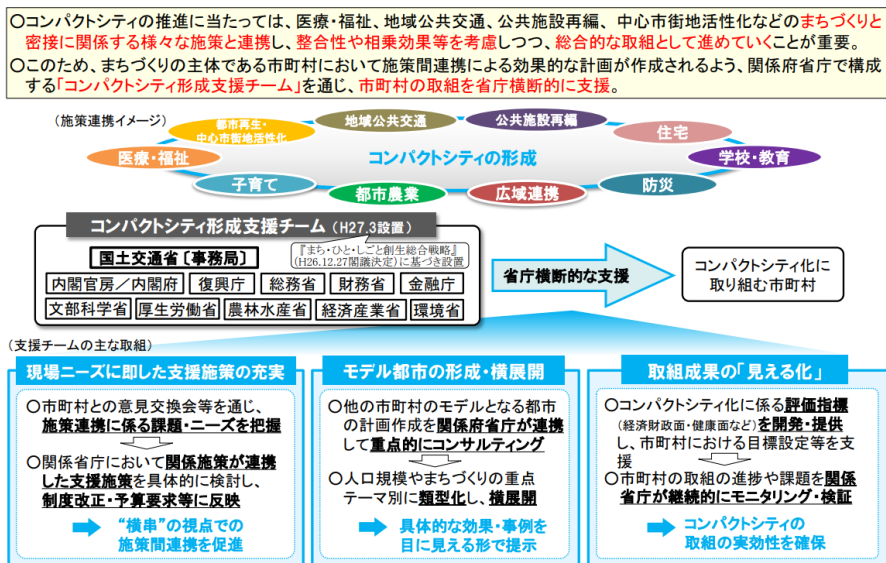 ○コンパクトシティの推進に当たっては、医療・福祉、地域公共交通、公共施設再編、中心市街地活性化などのまちづくりと
密接に関係する様々な施策と連携し、整合性や相乗効果等を考慮しつつ、総合的な取組として進めていくことが重要。
○このため、まちづくりの主体である市町村において施策間連携による効果的な計画が作成されるよう、関係府省庁で構成
する「コンパクトシティ形成支援チーム」を通じ、市町村の取組を省庁横断的に支援。
(施策連携イメージ)
都市再生・
中心市街地活性化
地域公共交通
公共施設再編
住宅
医療・福祉
コンパクトシティの形成
学校・教育
子育て
都市農業
広域連携
防災
コンパクトシティ形成支援チーム (H27.3設置)
国土交通省〔事務局〕
『まち・ひと・しごと創生総合戦略』
(H26.12.27閣議決定)に基づき設置
内閣官房／内閣府 復興庁 総務省 財務省 金融庁
文部科学省 厚生労働省 農林水産省 経済産業省 環境省
省庁横断的な支援
コンパクトシティ化に
取り組む市町村
(支援チームの主な取組)
現場ニーズに即した支援施策の充実
○市町村との意見交換会等を通じ、
施策連携に係る課題・ニーズを把握
○関係省庁において関係施策が連携
した支援施策を具体的に検討し、
制度改正・予算要求等に反映
“横串”の視点での
施策間連携を促進
モデル都市の形成・横展開
○他の市町村のモデルとなる都市
の計画作成を関係府省庁が連携
して重点的にコンサルティング
○人口規模やまちづくりの重点
テーマ別に類型化し、横展開
具体的な効果・事例を
目に見える形で提示
取組成果の「見える化」
○コンパクトシティ化に係る評価指標
(経済財政面・健康面など)を開発・提供
し、市町村における目標設定等を支
援
○市町村の取組の進捗や課題を関係
省庁が継続的にモニタリング・検証
コンパクトシティの
取組の実効性を確保